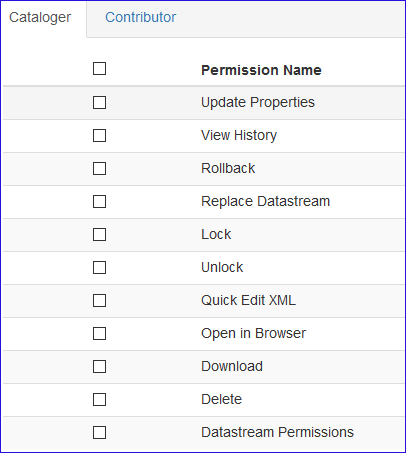 Cataloger Contributor
Permission Name
Update Properties
View History
Rollback
Replace Datastream
Lock
Unlock
Quick Edit XML
Open in Browser
Download
Delete
Datastream Permissions